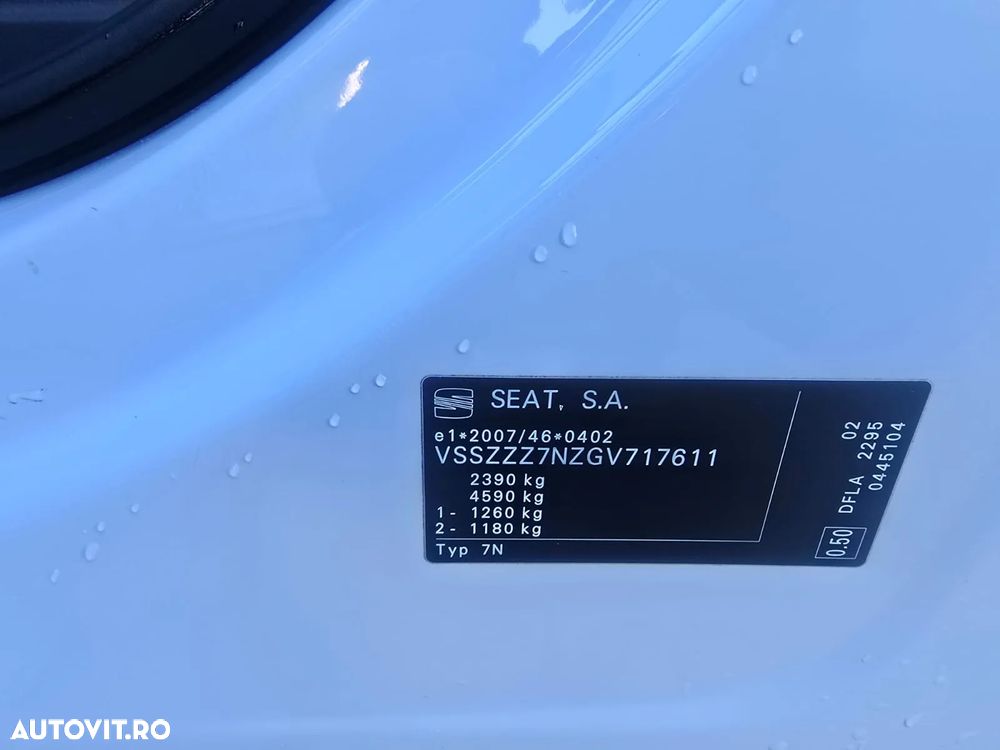 SEAT, S.A.
e1*2007/46*0402
VSSZZZ7NZGV717611
2390 kg
4590 kg
1- 1260 kg
2- 1180 kg
Typ 7N
02
DFLA 2295
0445104
0.50
AUTOVIT.RO